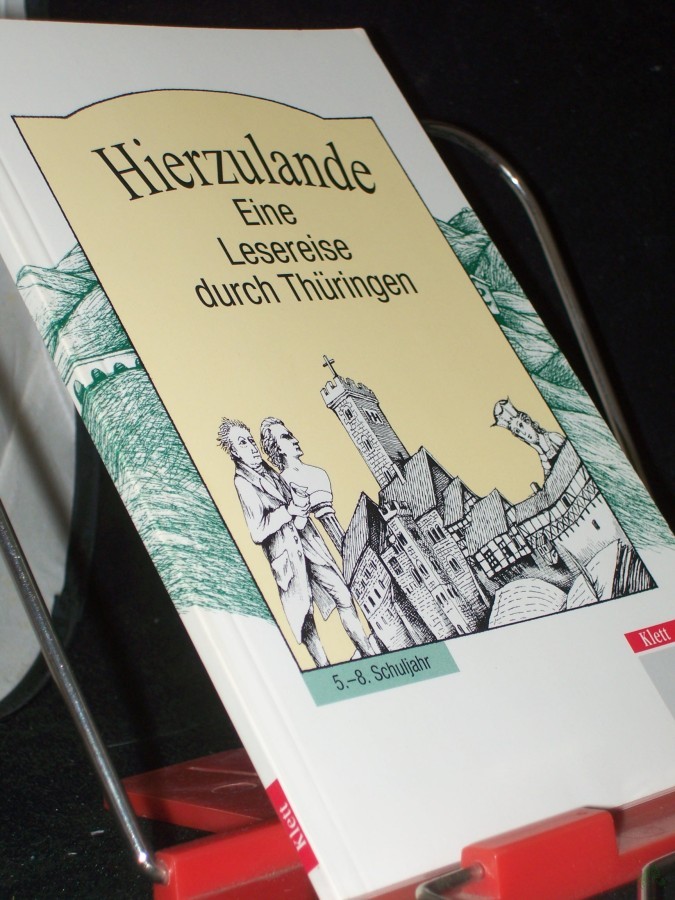 Hierzulande
Eine
Lesereise
durch Thüringen
5.–8. Schuljahr
Klett
Klett